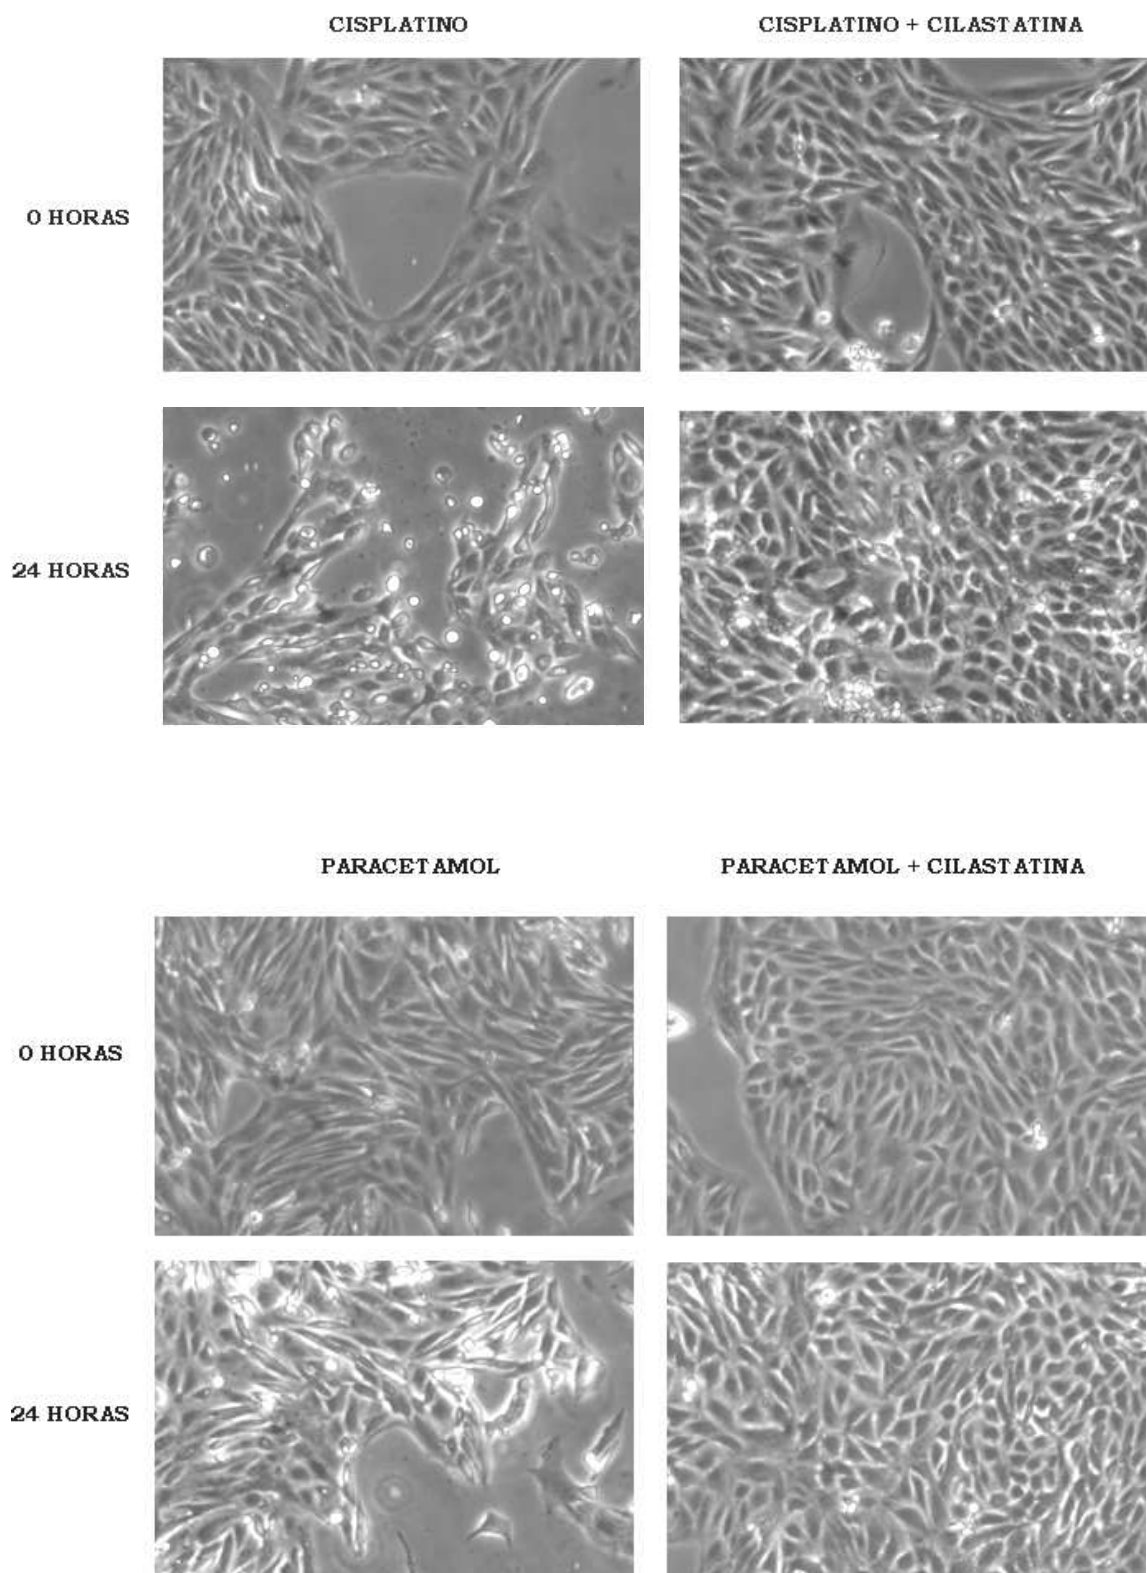 CISPLATINO
CISPLATINO + CILASTATINA
0 HORAS
24 HORAS
PARACETAMOL
PARACETAMOL + CILASTATINA
0 HORAS
24 HORAS